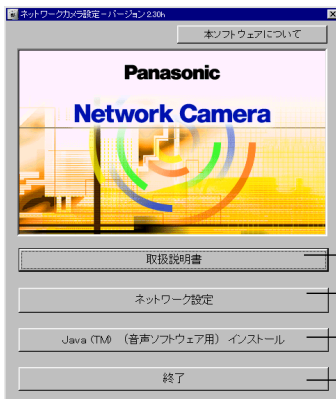 ネットワークカメラ設定－バージョン2.30h
本ソフトウェアについて
Panasonic
Network Camera
取扱説明書
ネットワーク設定
Java (TM) （音声ソフトウェア用） インストール
終了